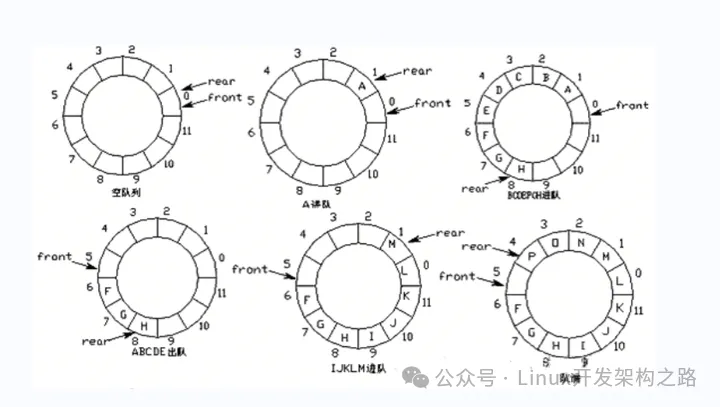 3 2
4 1 rear
0 front
5
6 11
7 10
8 9
空队列
3 2
4 1 rear
A
5 0 front
6 11
7 10
8 9
A进队
3 2
4 C B 1
D A
5 E 0 front
6 F 11
7 G H 10
rear 8 9
BCDEFGH进队
3 2
4 1
front 5 0
6 F 11
7 G H 10
rear 8 9
ABCDE出队
3 2
4 M 1 rear
front 5 L 0
6 F K 11
7 G H I J 10
8 9
IJKLM进队
3 2
rear 4 P O N M 1
front 5 L 0
6 F K 11
7 G H I J 10
8 9
队满
公众号 · Linux开发架构之路